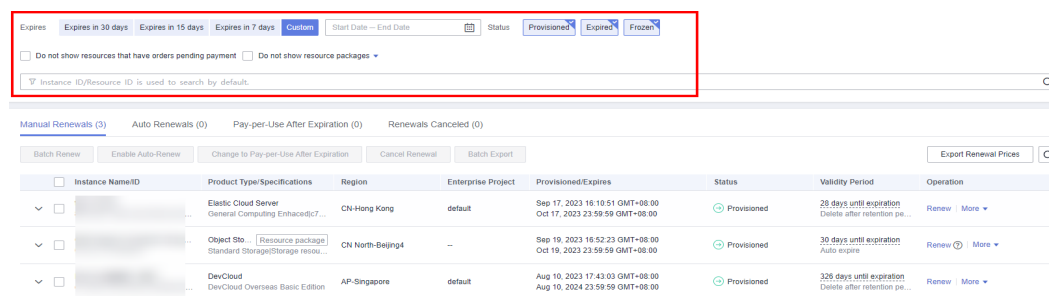 Expires Expires in 30 days Expires in 15 days Expires in 7 days Custom Start Date -- End Date Status Provisioned Expired Frozen
Do not show resources that have orders pending payment Do not show resource packages
Instance ID/Resource ID is used to search by default.
Manual Renewals (3) Auto Renewals (0) Pay-per-Use After Expiration (0) Renewals Canceled (0)
Batch Renew Enable Auto-Renew Change to Pay-per-Use After Expiration Cancel Renewal Batch Export Export Renewal Prices
Instance Name/ID Product Type/Specifications Region Enterprise Project Provisioned/Expires Status Validity Period Operation
Elastic Cloud Server Sep 17, 2023 16:10:51 GMT+08:00 28 days until expiration
CN-Hong Kong default Provisioned Renew More
General Computing Enhaced|c7... Oct 17, 2023 23:59:59 GMT+08:00 Delete after retention pe...
Object Sto... Resource package Sep 19, 2023 16:52:23 GMT+08:00 30 days until expiration
CN North-Beijing4 -- Provisioned Renew ? More
Standard Storage|Storage resou... Oct 19, 2023 23:59:59 GMT+08:00 Auto expire
DevCloud Aug 10, 2023 17:43:03 GMT+08:00 326 days until expiration
AP-Singapore default Provisioned Renew More
DevCloud Overseas Basic Edition Aug 10, 2024 23:59:59 GMT+08:00 Delete after retention pe...